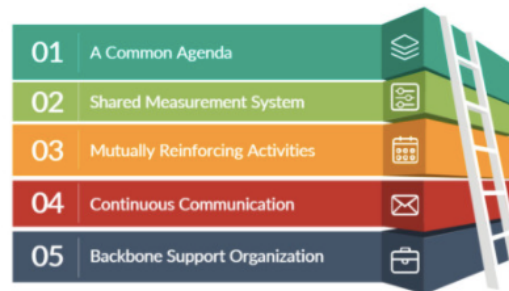 01 A Common Agenda
02 Shared Measurement System
03 Mutually Reinforcing Activities
04 Continuous Communication
05 Backbone Support Organization